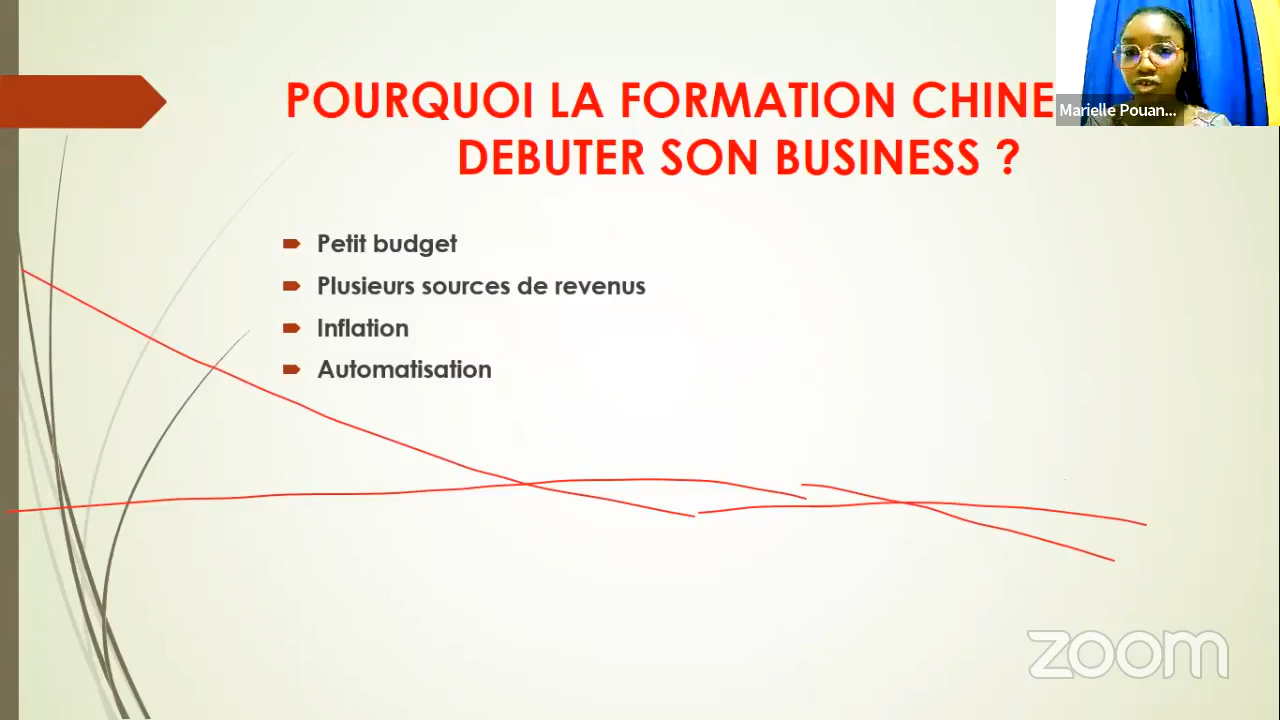 POURQUOI LA FORMATION CHINE
DEBUTER SON BUSINESS ?
Petit budget
Plusieurs sources de revenus
Inflation
Automatisation
Marielle Pouan...
zoom